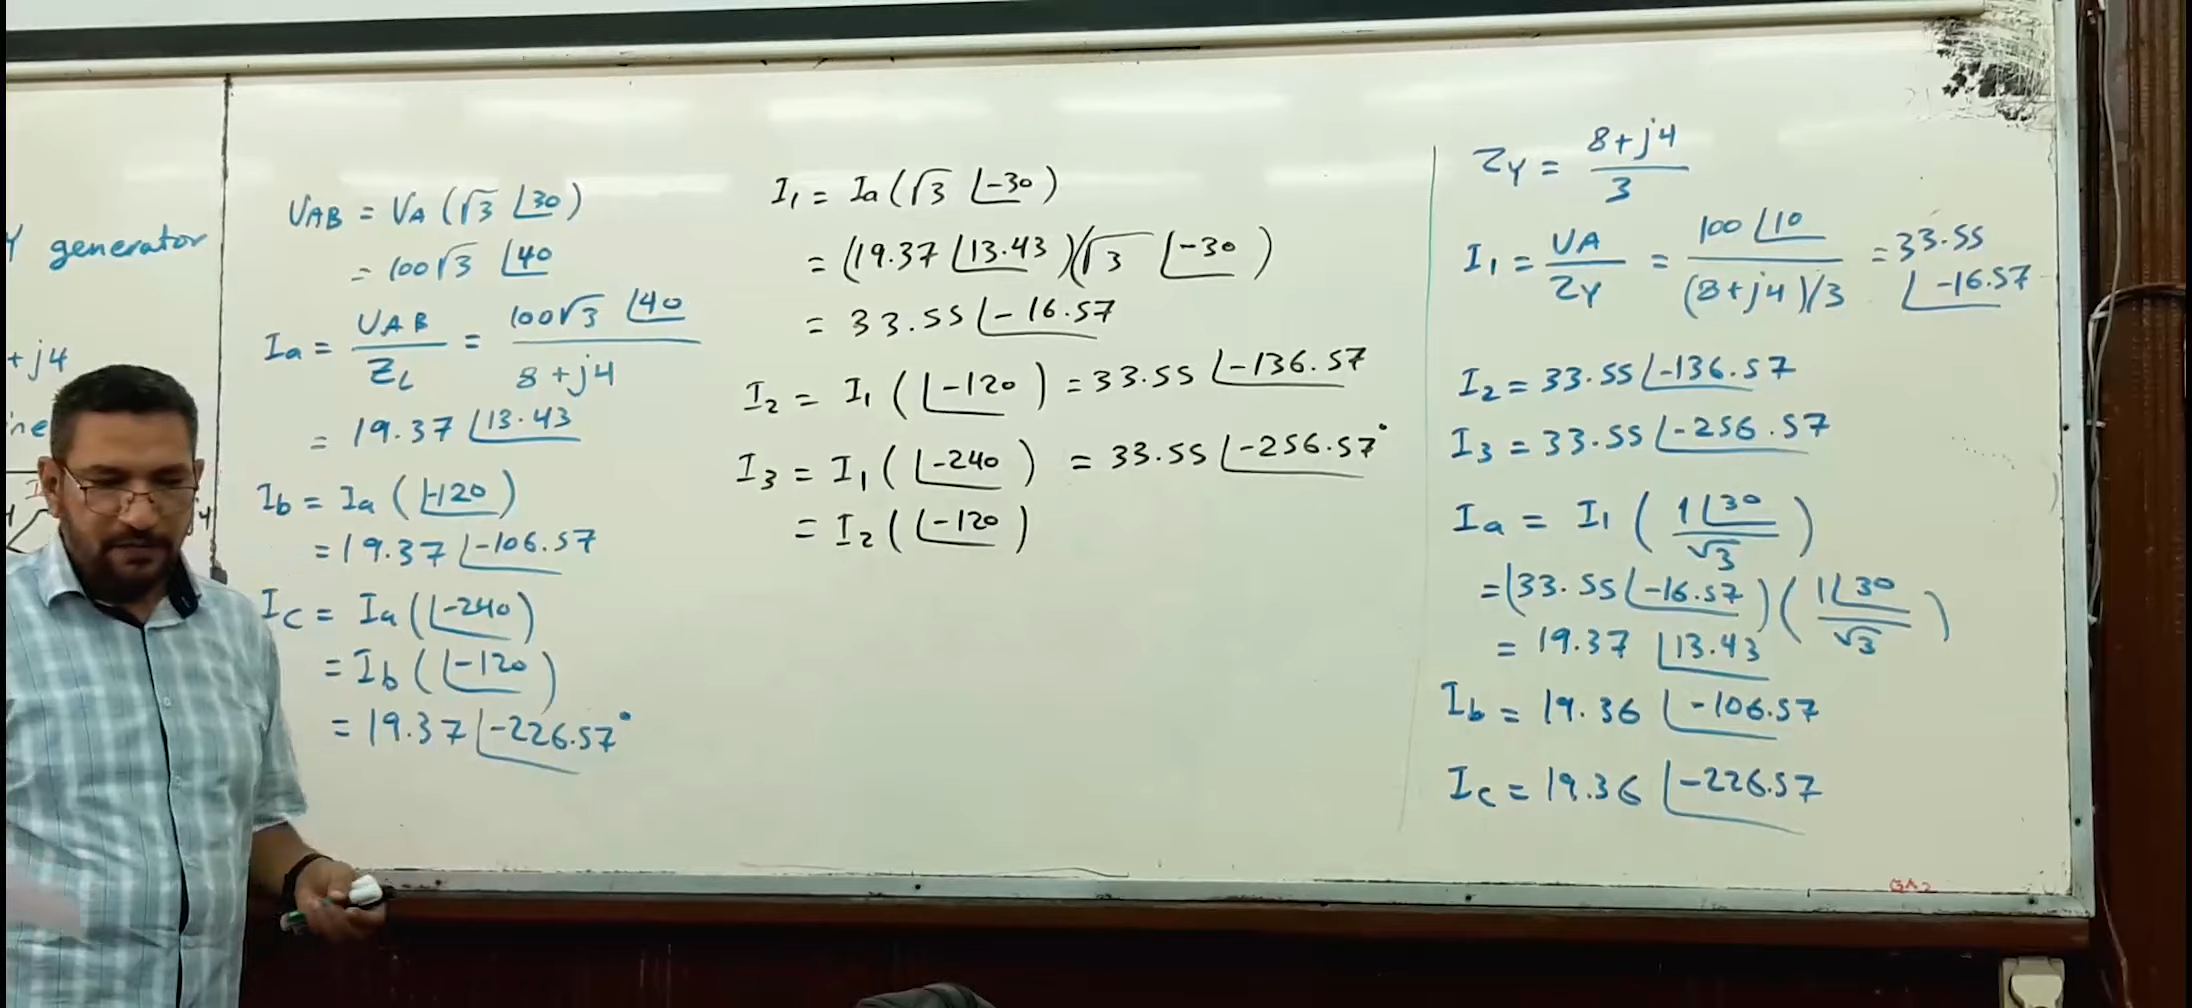 Y generator
+ j4
ne
VAB = VA (√3 ∠30)
= 100√3 ∠40
Ia = VAB / ZL = 100√3 ∠40 / 8 + j4
= 19.37 ∠13.43
Ib = Ia (∠-120)
= 19.37 ∠-106.57
Ic = Ia (∠-240)
= Ib (∠-120)
= 19.37 ∠-226.57°
I1 = Ia (√3 ∠-30)
= (19.37 ∠13.43)(√3 ∠-30)
= 33.55 ∠-16.57
I2 = I1 (∠-120) = 33.55 ∠-136.57
I3 = I1 (∠-240) = 33.55 ∠-256.57°
= I2 (∠-120)
ZY = 8 + j4 / 3
I1 = VA / ZY = 100 ∠10 / (8 + j4)/3 = 33.55 ∠-16.57
I2 = 33.55 ∠-136.57
I3 = 33.55 ∠-256.57
Ia = I1 (1∠30 / √3)
= (33.55 ∠-16.57)(1∠30 / √3)
= 19.37 ∠13.43
Ib = 19.36 ∠-106.57
Ic = 19.36 ∠-226.57